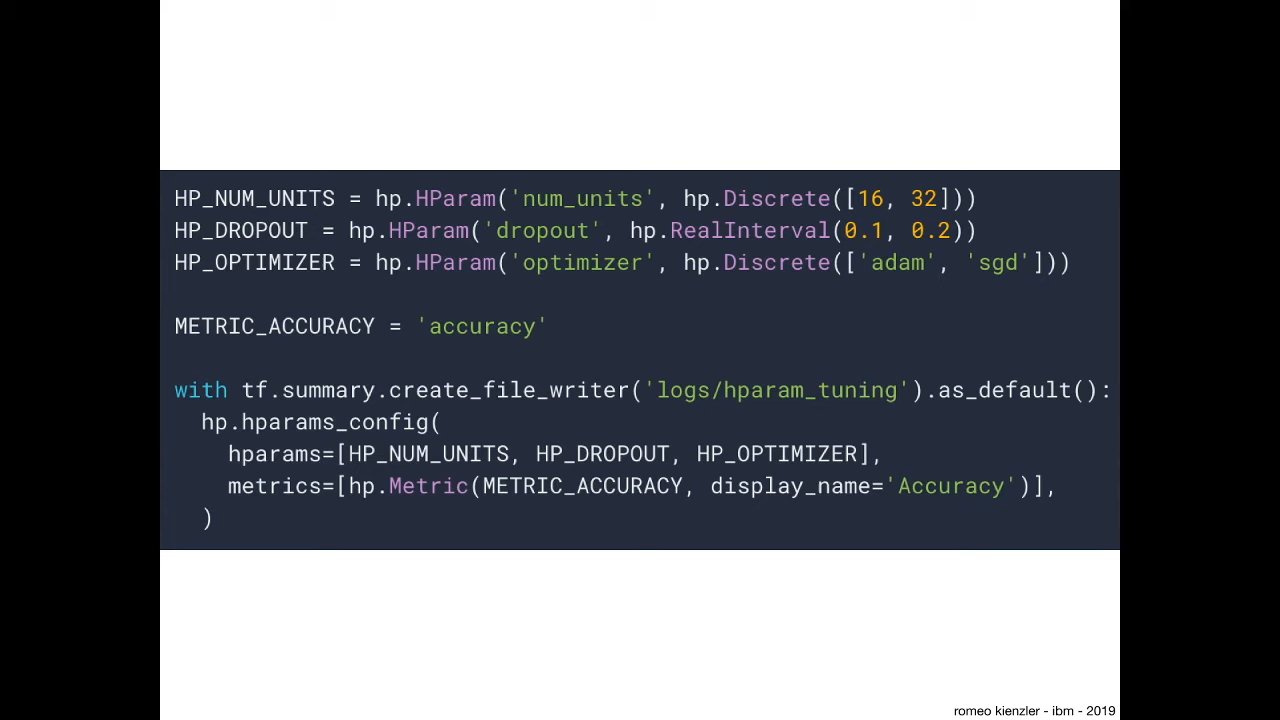 HP_NUM_UNITS = hp.HParam('num_units', hp.Discrete([16, 32]))
HP_DROPOUT = hp.HParam('dropout', hp.RealInterval(0.1, 0.2))
HP_OPTIMIZER = hp.HParam('optimizer', hp.Discrete(['adam', 'sgd']))
METRIC_ACCURACY = 'accuracy'
with tf.summary.create_file_writer('logs/hparam_tuning').as_default():
  hp.hparams_config(
    hparams=[HP_NUM_UNITS, HP_DROPOUT, HP_OPTIMIZER],
    metrics=[hp.Metric(METRIC_ACCURACY, display_name='Accuracy')],
  )
romeo kienzler - ibm - 2019